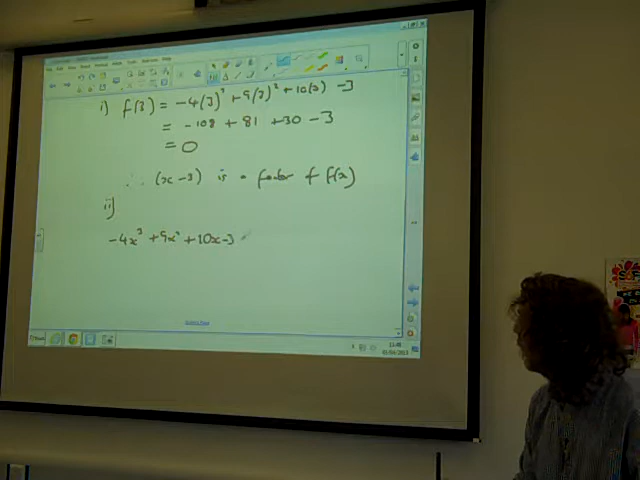 i) f(3) = -4(3)³ + 9(3)² + 10(3) - 3
= -108 + 81 + 30 - 3
= 0
∴ (x - 3) is a factor of f(x)
ii)
-4x³ + 9x² + 10x - 3